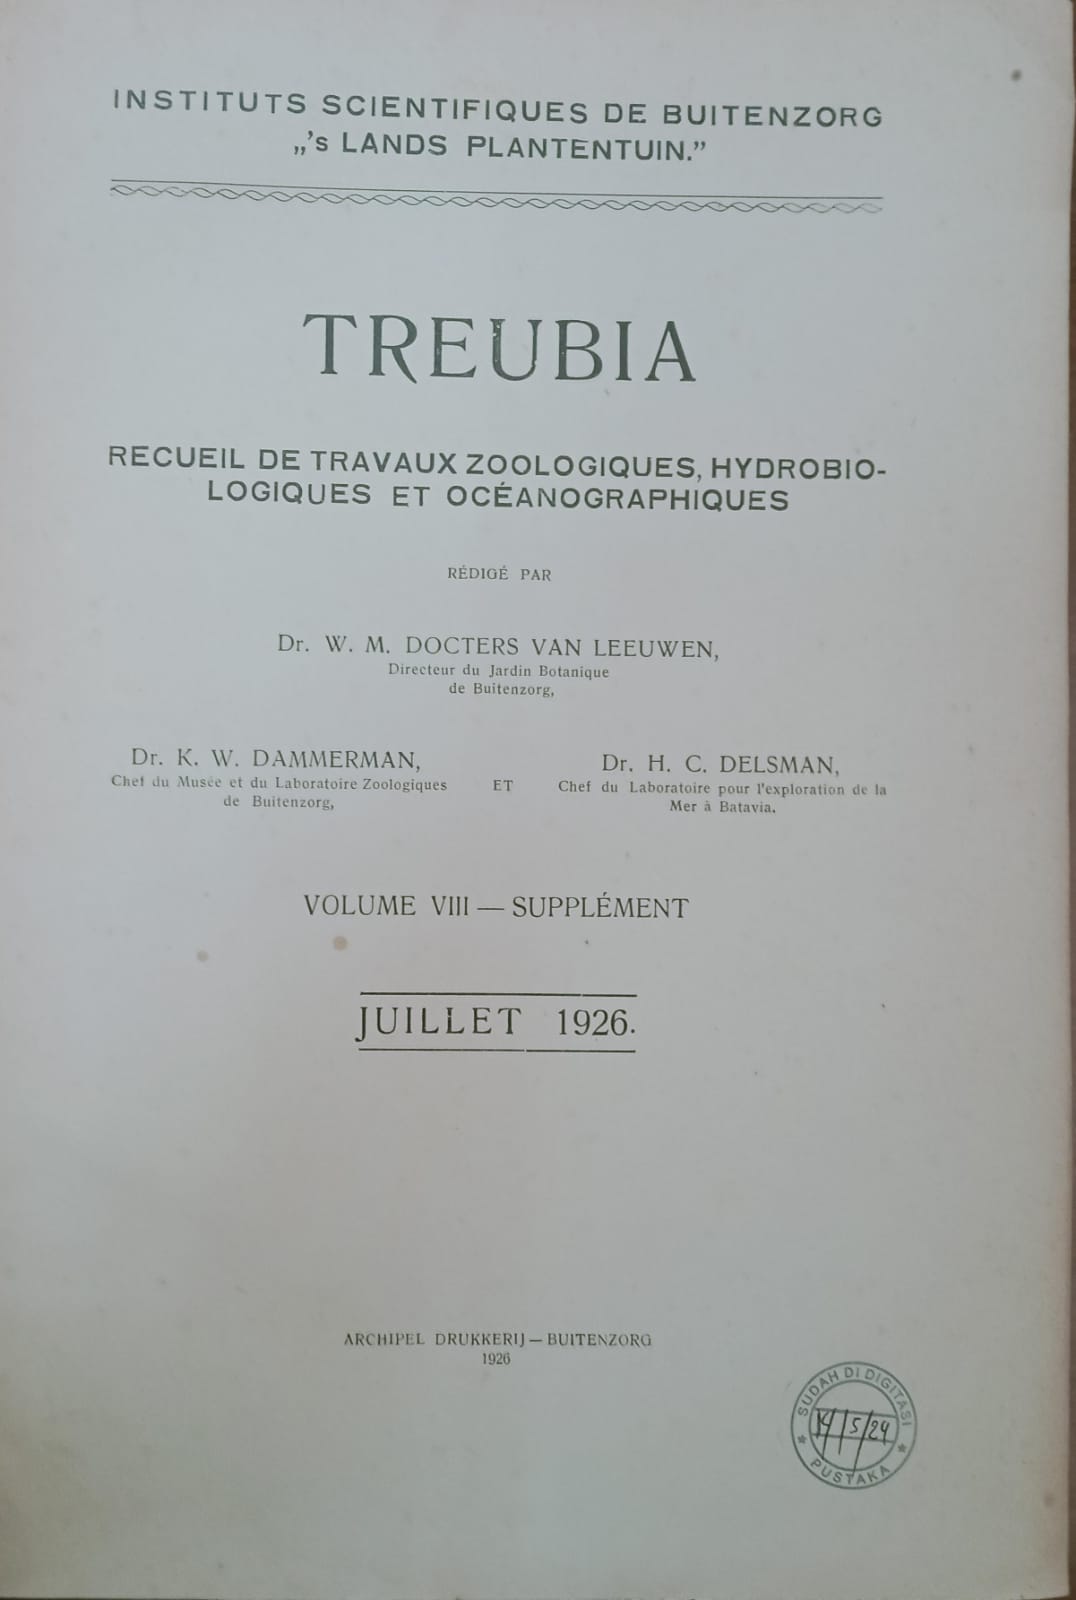 INSTITUTS SCIENTIFIQUES DE BUITENZORG
„'s LANDS PLANTENTUIN.”
TREUBIA
RECUEIL DE TRAVAUX ZOOLOGIQUES, HYDROBIO-
LOGIQUES ET OCÉANOGRAPHIQUES
RÉDIGÉ PAR
Dr. W. M. DOCTERS VAN LEEUWEN,
Directeur du Jardin Botanique
de Buitenzorg,
Dr. K. W. DAMMERMAN,
Chef du Musée et du Laboratoire Zoologiques
de Buitenzorg,
ET
Dr. H. C. DELSMAN,
Chef du Laboratoire pour l'exploration de la
Mer à Batavia.
VOLUME VIII — SUPPLÉMENT
JUILLET 1926.
ARCHIPEL DRUKKERIJ — BUITENZORG
1926
SUDAH DI DIGITASI
14/5/24
PUSTAKA